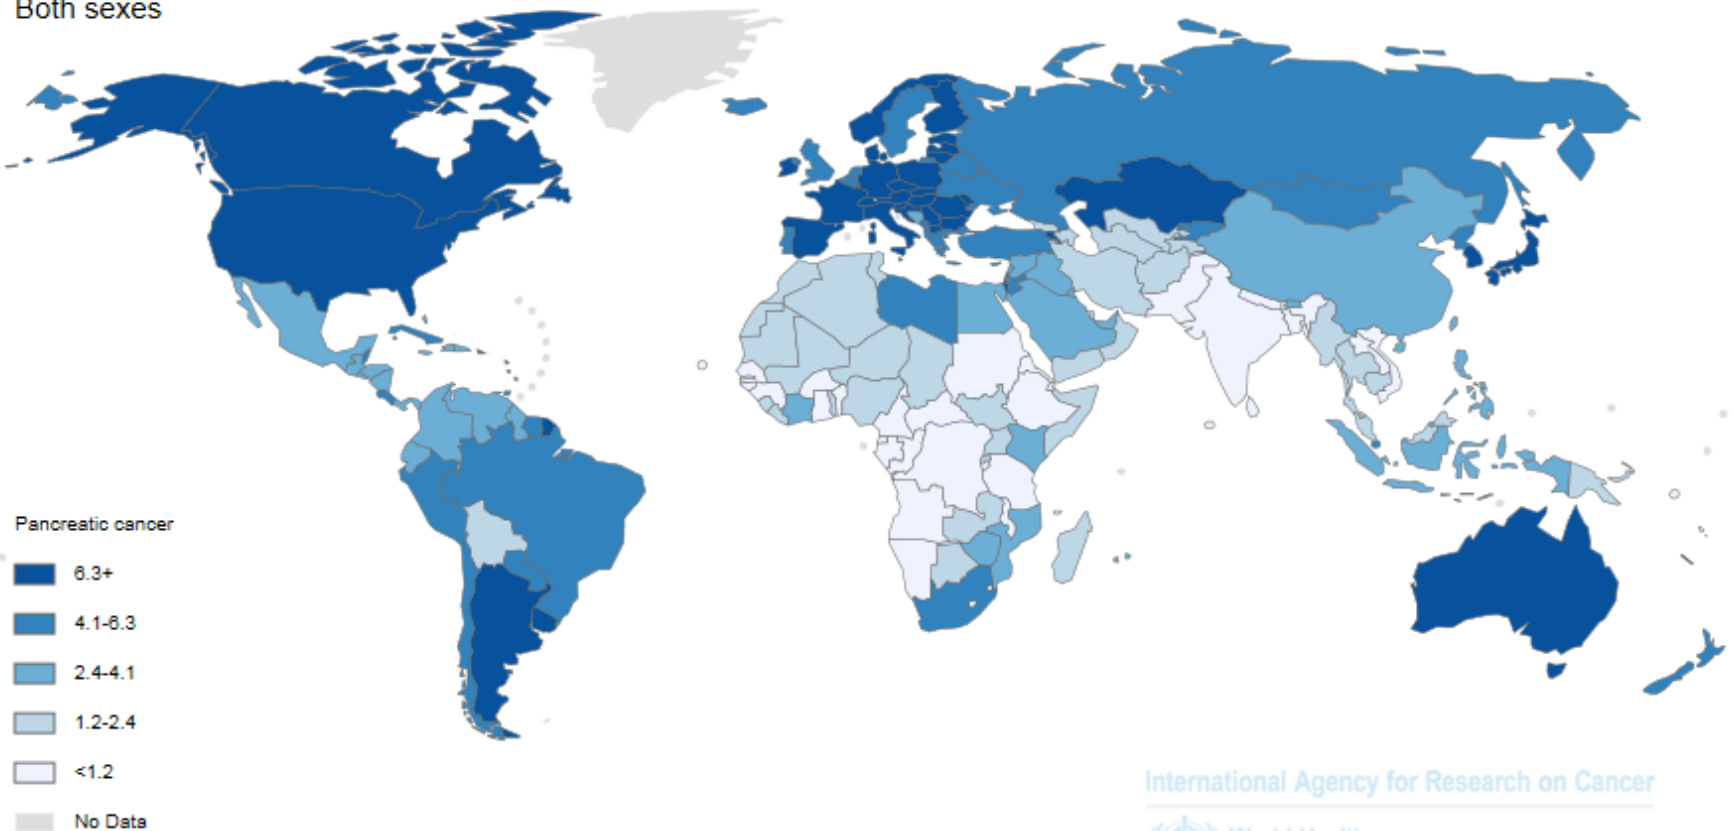 Both sexes
Pancreatic cancer
6.3+
4.1-6.3
2.4-4.1
1.2-2.4
<1.2
No Data
International Agency for Research on Cancer